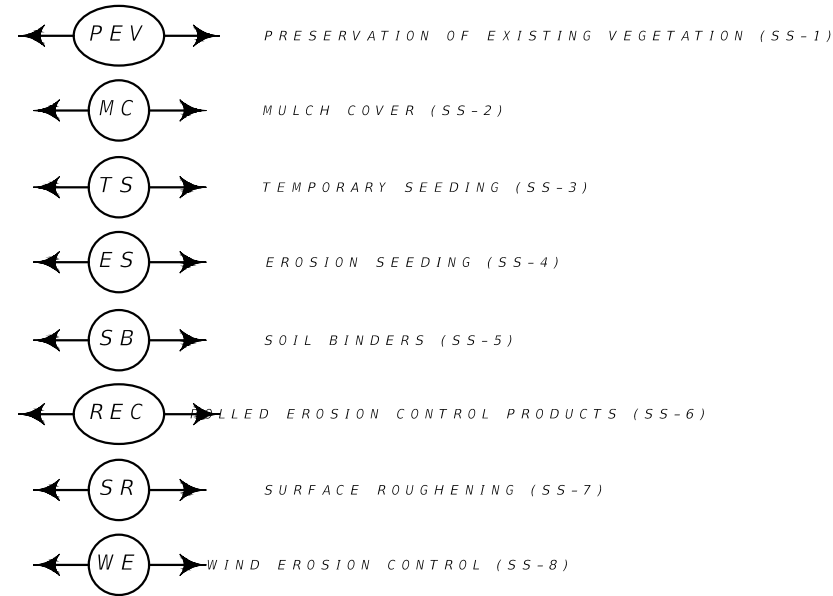 PEV PRESERVATION OF EXISTING VEGETATION (SS-1)
MC MULCH COVER (SS-2)
TS TEMPORARY SEEDING (SS-3)
ES EROSION SEEDING (SS-4)
SB SOIL BINDERS (SS-5)
REC ROLLED EROSION CONTROL PRODUCTS (SS-6)
SR SURFACE ROUGHENING (SS-7)
WE WIND EROSION CONTROL (SS-8)